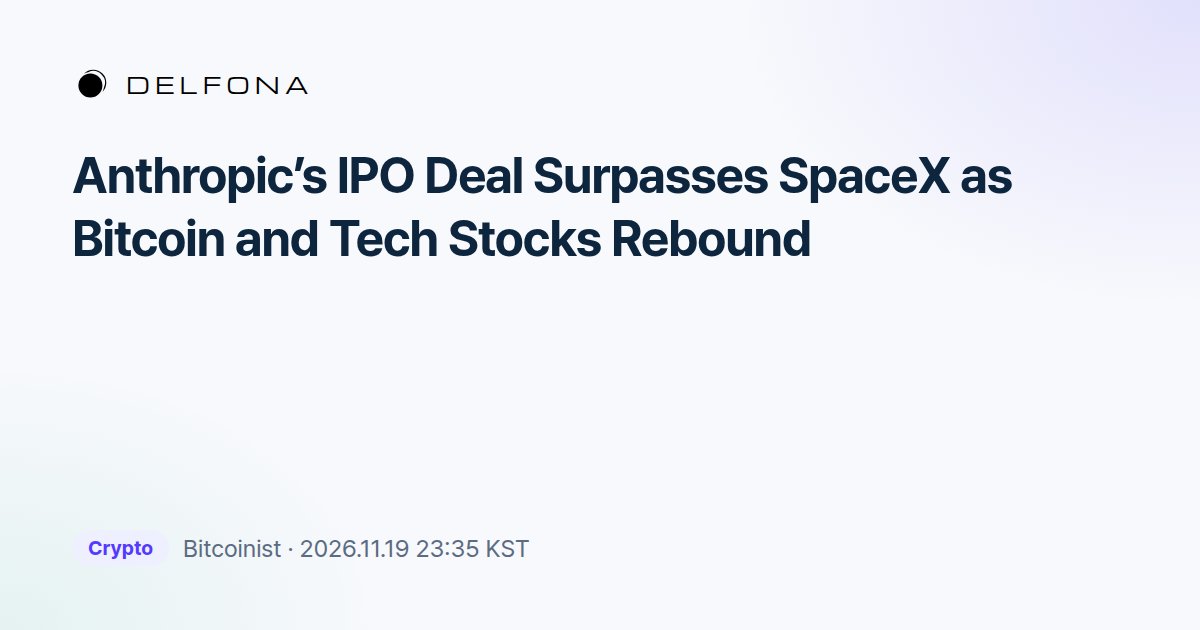 DELFONA
Anthropic’s IPO Deal Surpasses SpaceX as
Bitcoin and Tech Stocks Rebound
Crypto Bitcoinist · 2026.11.19 23:35 KST